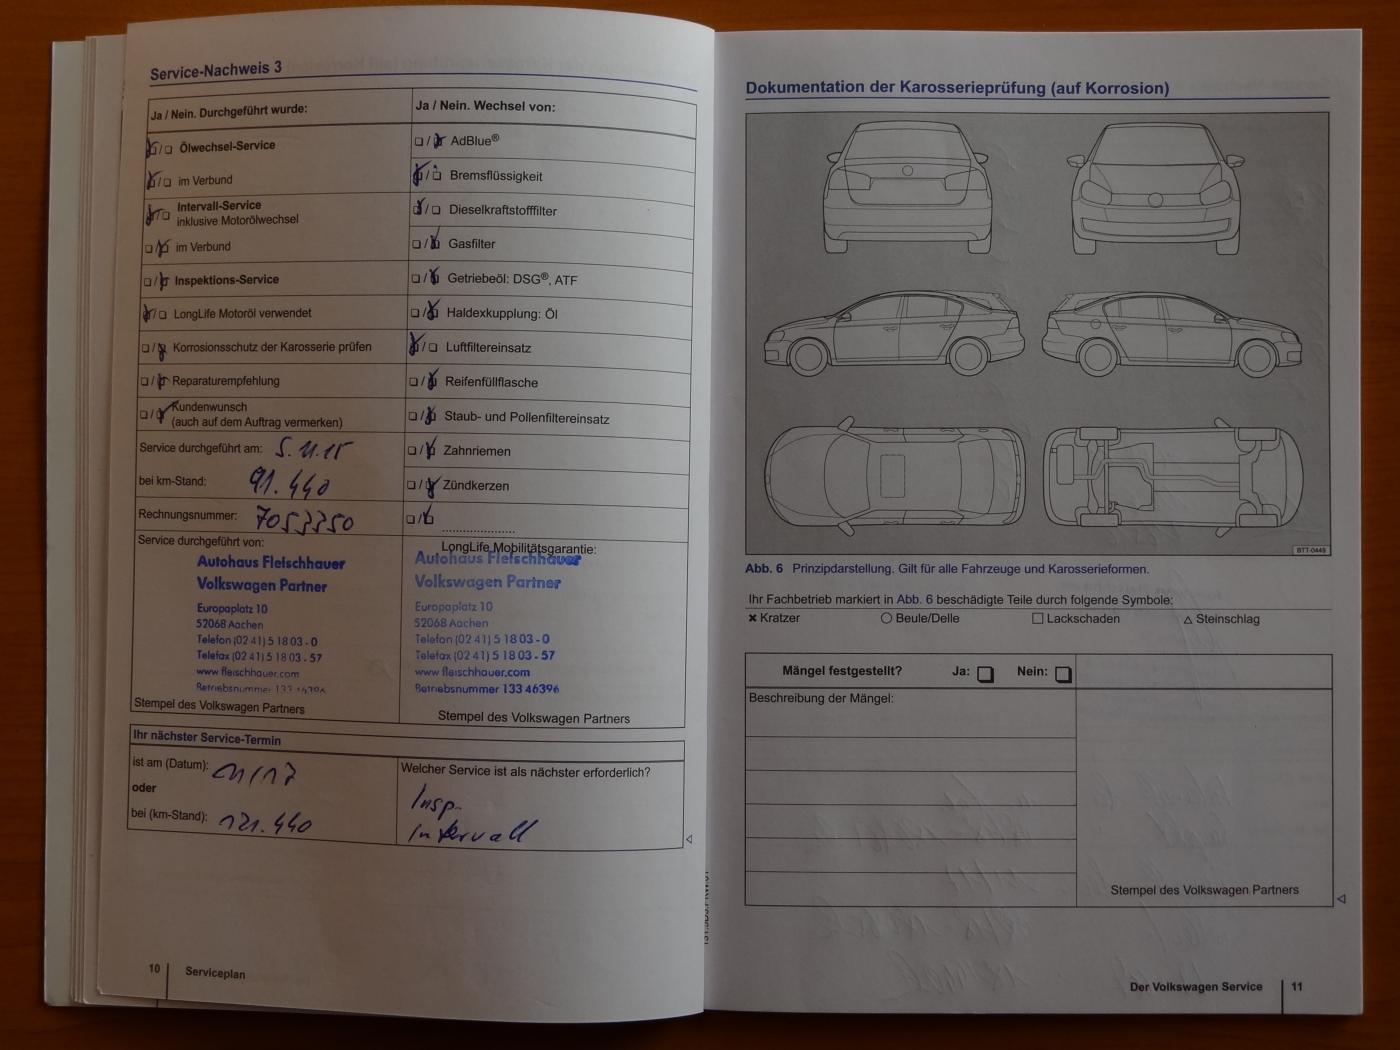 Service-Nachweis 3
Ja / Nein. Durchgeführt wurde:
Ölwechsel-Service
im Verbund
Intervall-Service
inklusive Motorölwechsel
im Verbund
Inspektions-Service
LongLife Motoröl verwendet
Korrosionsschutz der Karosserie prüfen
Reparaturempfehlung
Kundenwunsch
(auch auf dem Auftrag vermerken)
Service durchgeführt am: 5.11.15
bei km-Stand: 91.440
Rechnungsnummer: 7053350
Ja / Nein. Wechsel von:
AdBlue®
Bremsflüssigkeit
Dieselkraftstofffilter
Gasfilter
Getriebeöl: DSG®, ATF
Haldexkupplung: Öl
Luftfiltereinsatz
Reifenfüllflasche
Staub- und Pollenfiltereinsatz
Zahnriemen
Zündkerzen
Service durchgeführt von:
Autohaus Fleischhauer
Volkswagen Partner
Europaplatz 10
52068 Aachen
Telefon (02 41) 5 18 03 - 0
Telefax (02 41) 5 18 03 - 57
www.fleischhauer.com
Betriebsnummer 133 46396
Stempel des Volkswagen Partners
LongLife Mobilitätsgarantie:
Autohaus Fleischhauer
Volkswagen Partner
Europaplatz 10
52068 Aachen
Telefon (02 41) 5 18 03 - 0
Telefax (02 41) 5 18 03 - 57
www.fleischhauer.com
Betriebsnummer 133 46396
Stempel des Volkswagen Partners
Ihr nächster Service-Termin
ist am (Datum): 11/17
oder
bei (km-Stand): 121.440
Welcher Service ist als nächster erforderlich?
Insp.
Intervall
10 Serviceplan
Dokumentation der Karosserieprüfung (auf Korrosion)
BTT-0449
Abb. 6 Prinzipdarstellung. Gilt für alle Fahrzeuge und Karosserieformen.
Ihr Fachbetrieb markiert in Abb. 6 beschädigte Teile durch folgende Symbole:
Kratzer Beule/Delle Lackschaden Steinschlag
Mängel festgestellt? Ja: Nein:
Beschreibung der Mängel:
Stempel des Volkswagen Partners
Der Volkswagen Service 11